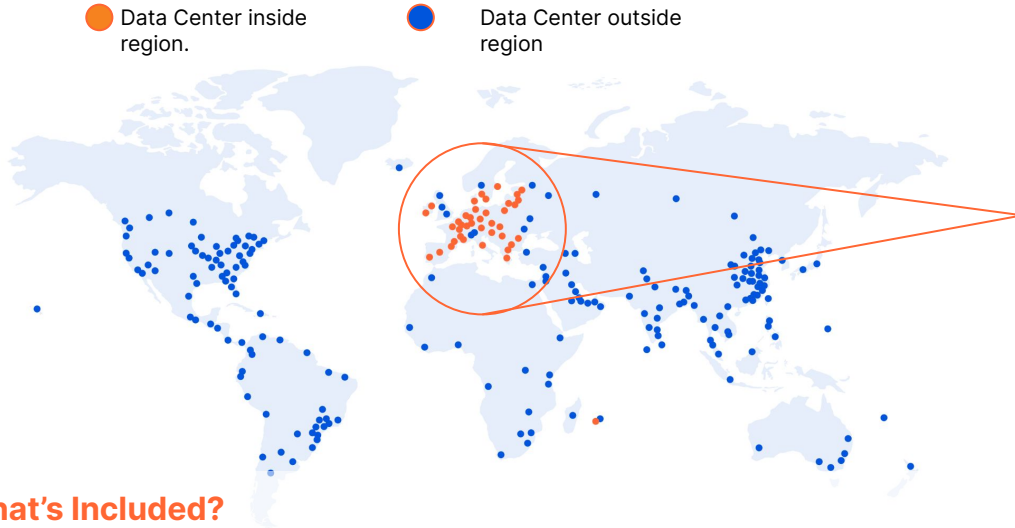 Data Center inside
region.
Data Center outside
region
hat's Included?